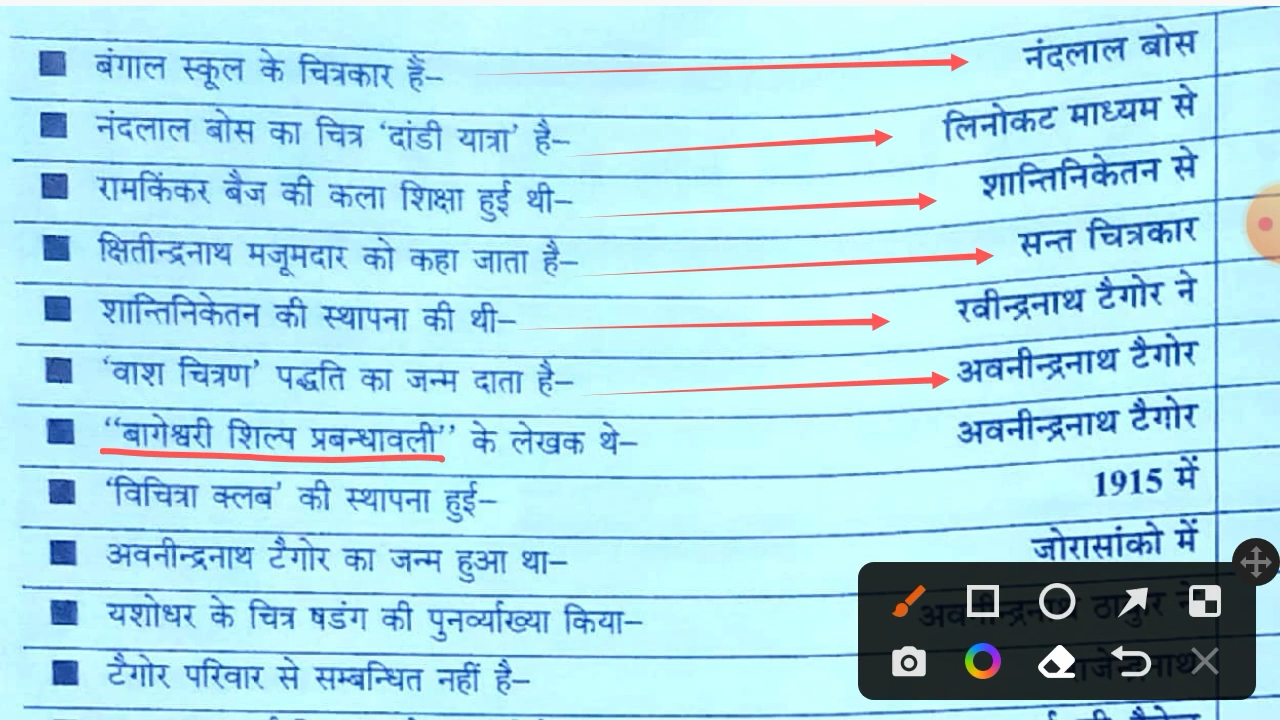 बंगाल स्कूल के चित्रकार हैं– नंदलाल बोस
नंदलाल बोस का चित्र ‘दांडी यात्रा’ है– लिनोकट माध्यम से
रामकिंकर बैज की कला शिक्षा हुई थी– शान्तिनिकेतन से
क्षितीन्द्रनाथ मजूमदार को कहा जाता है– सन्त चित्रकार
शान्तिनिकेतन की स्थापना की थी– रवीन्द्रनाथ टैगोर ने
‘वाश चित्रण’ पद्धति का जन्म दाता है– अवनीन्द्रनाथ टैगोर
‘‘बागेश्वरी शिल्प प्रबन्धावली’’ के लेखक थे– अवनीन्द्रनाथ टैगोर
‘विचित्रा क्लब’ की स्थापना हुई– 1915 में
अवनीन्द्रनाथ टैगोर का जन्म हुआ था– जोरासांको में
यशोधर के चित्र षडंग की पुनर्व्याख्या किया– अवनीन्द्रनाथ ठाकुर ने
टैगोर परिवार से सम्बन्धित नहीं है–